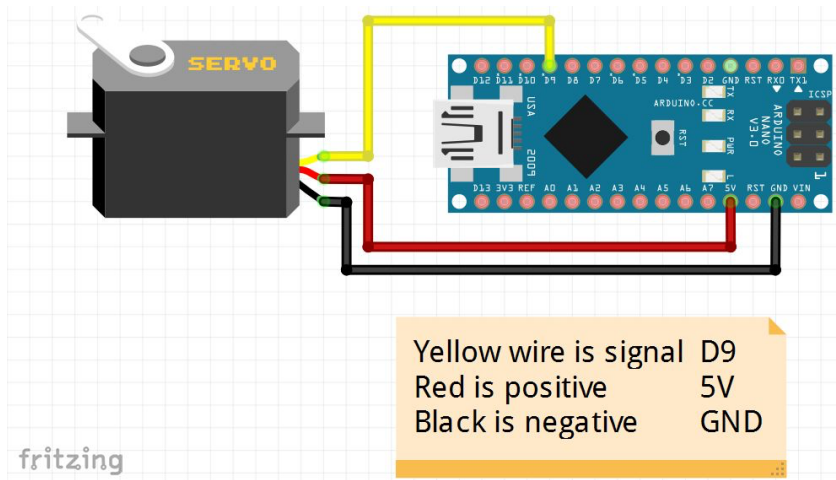 SERVO
D12 D11 D10 D9 D8 D7 D6 D5 D4 D3 D2 GND RST RX0 TX1
TX
RX
PWR
L
USA
2009
ARDUINO.CC
RST
ARDUINO
NANO
V3.0
ICSP
1
D13 3V3 REF A0 A1 A2 A3 A4 A5 A6 A7 5V RST GND VIN
Yellow wire is signal D9
Red is positive 5V
Black is negative GND
fritzing